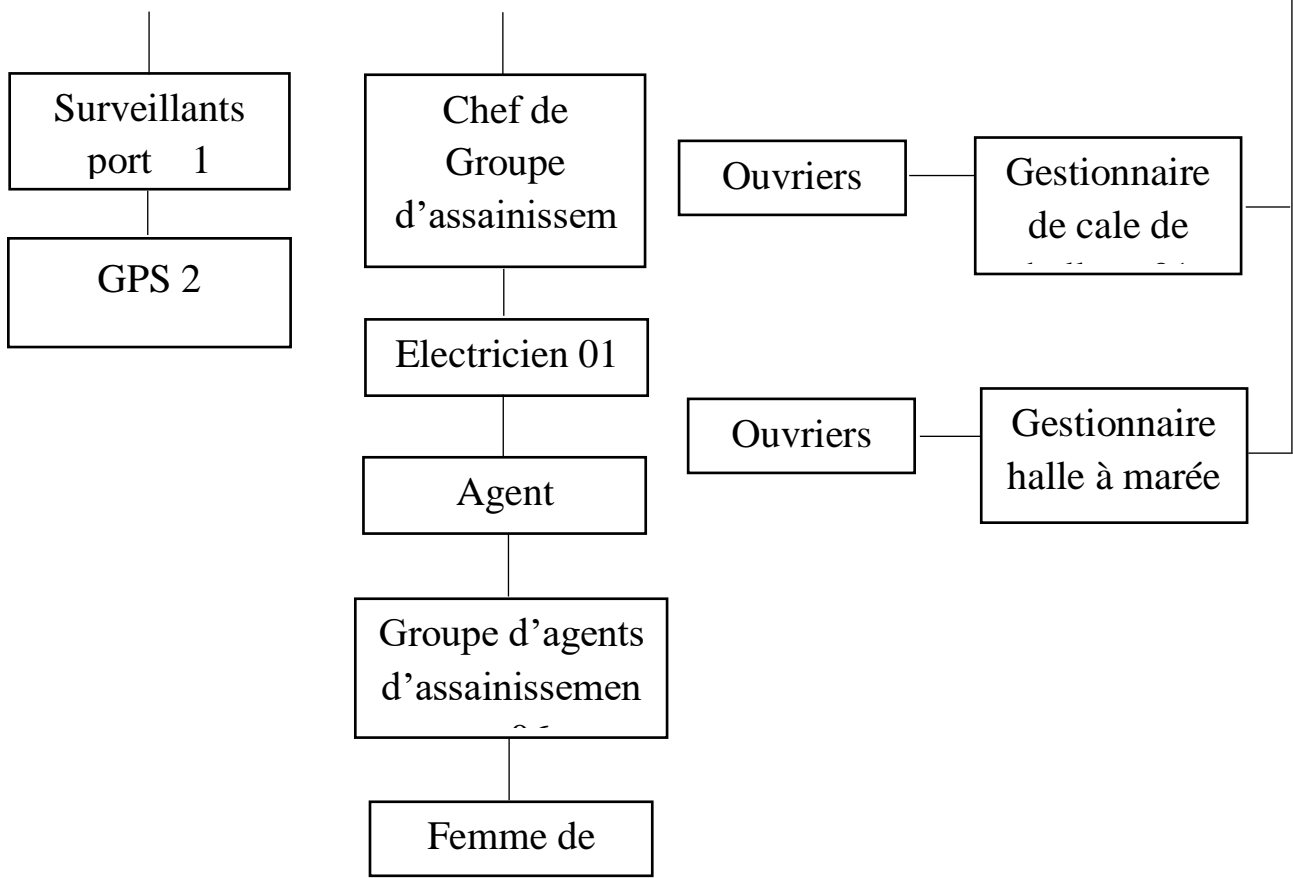 Surveillants
port 1
GPS 2
Chef de
Groupe
d’assainissem
Electricien 01
Agent
Groupe d’agents
d’assainissemen
Femme de
Ouvriers
Gestionnaire
de cale de
Ouvriers
Gestionnaire
halle à marée